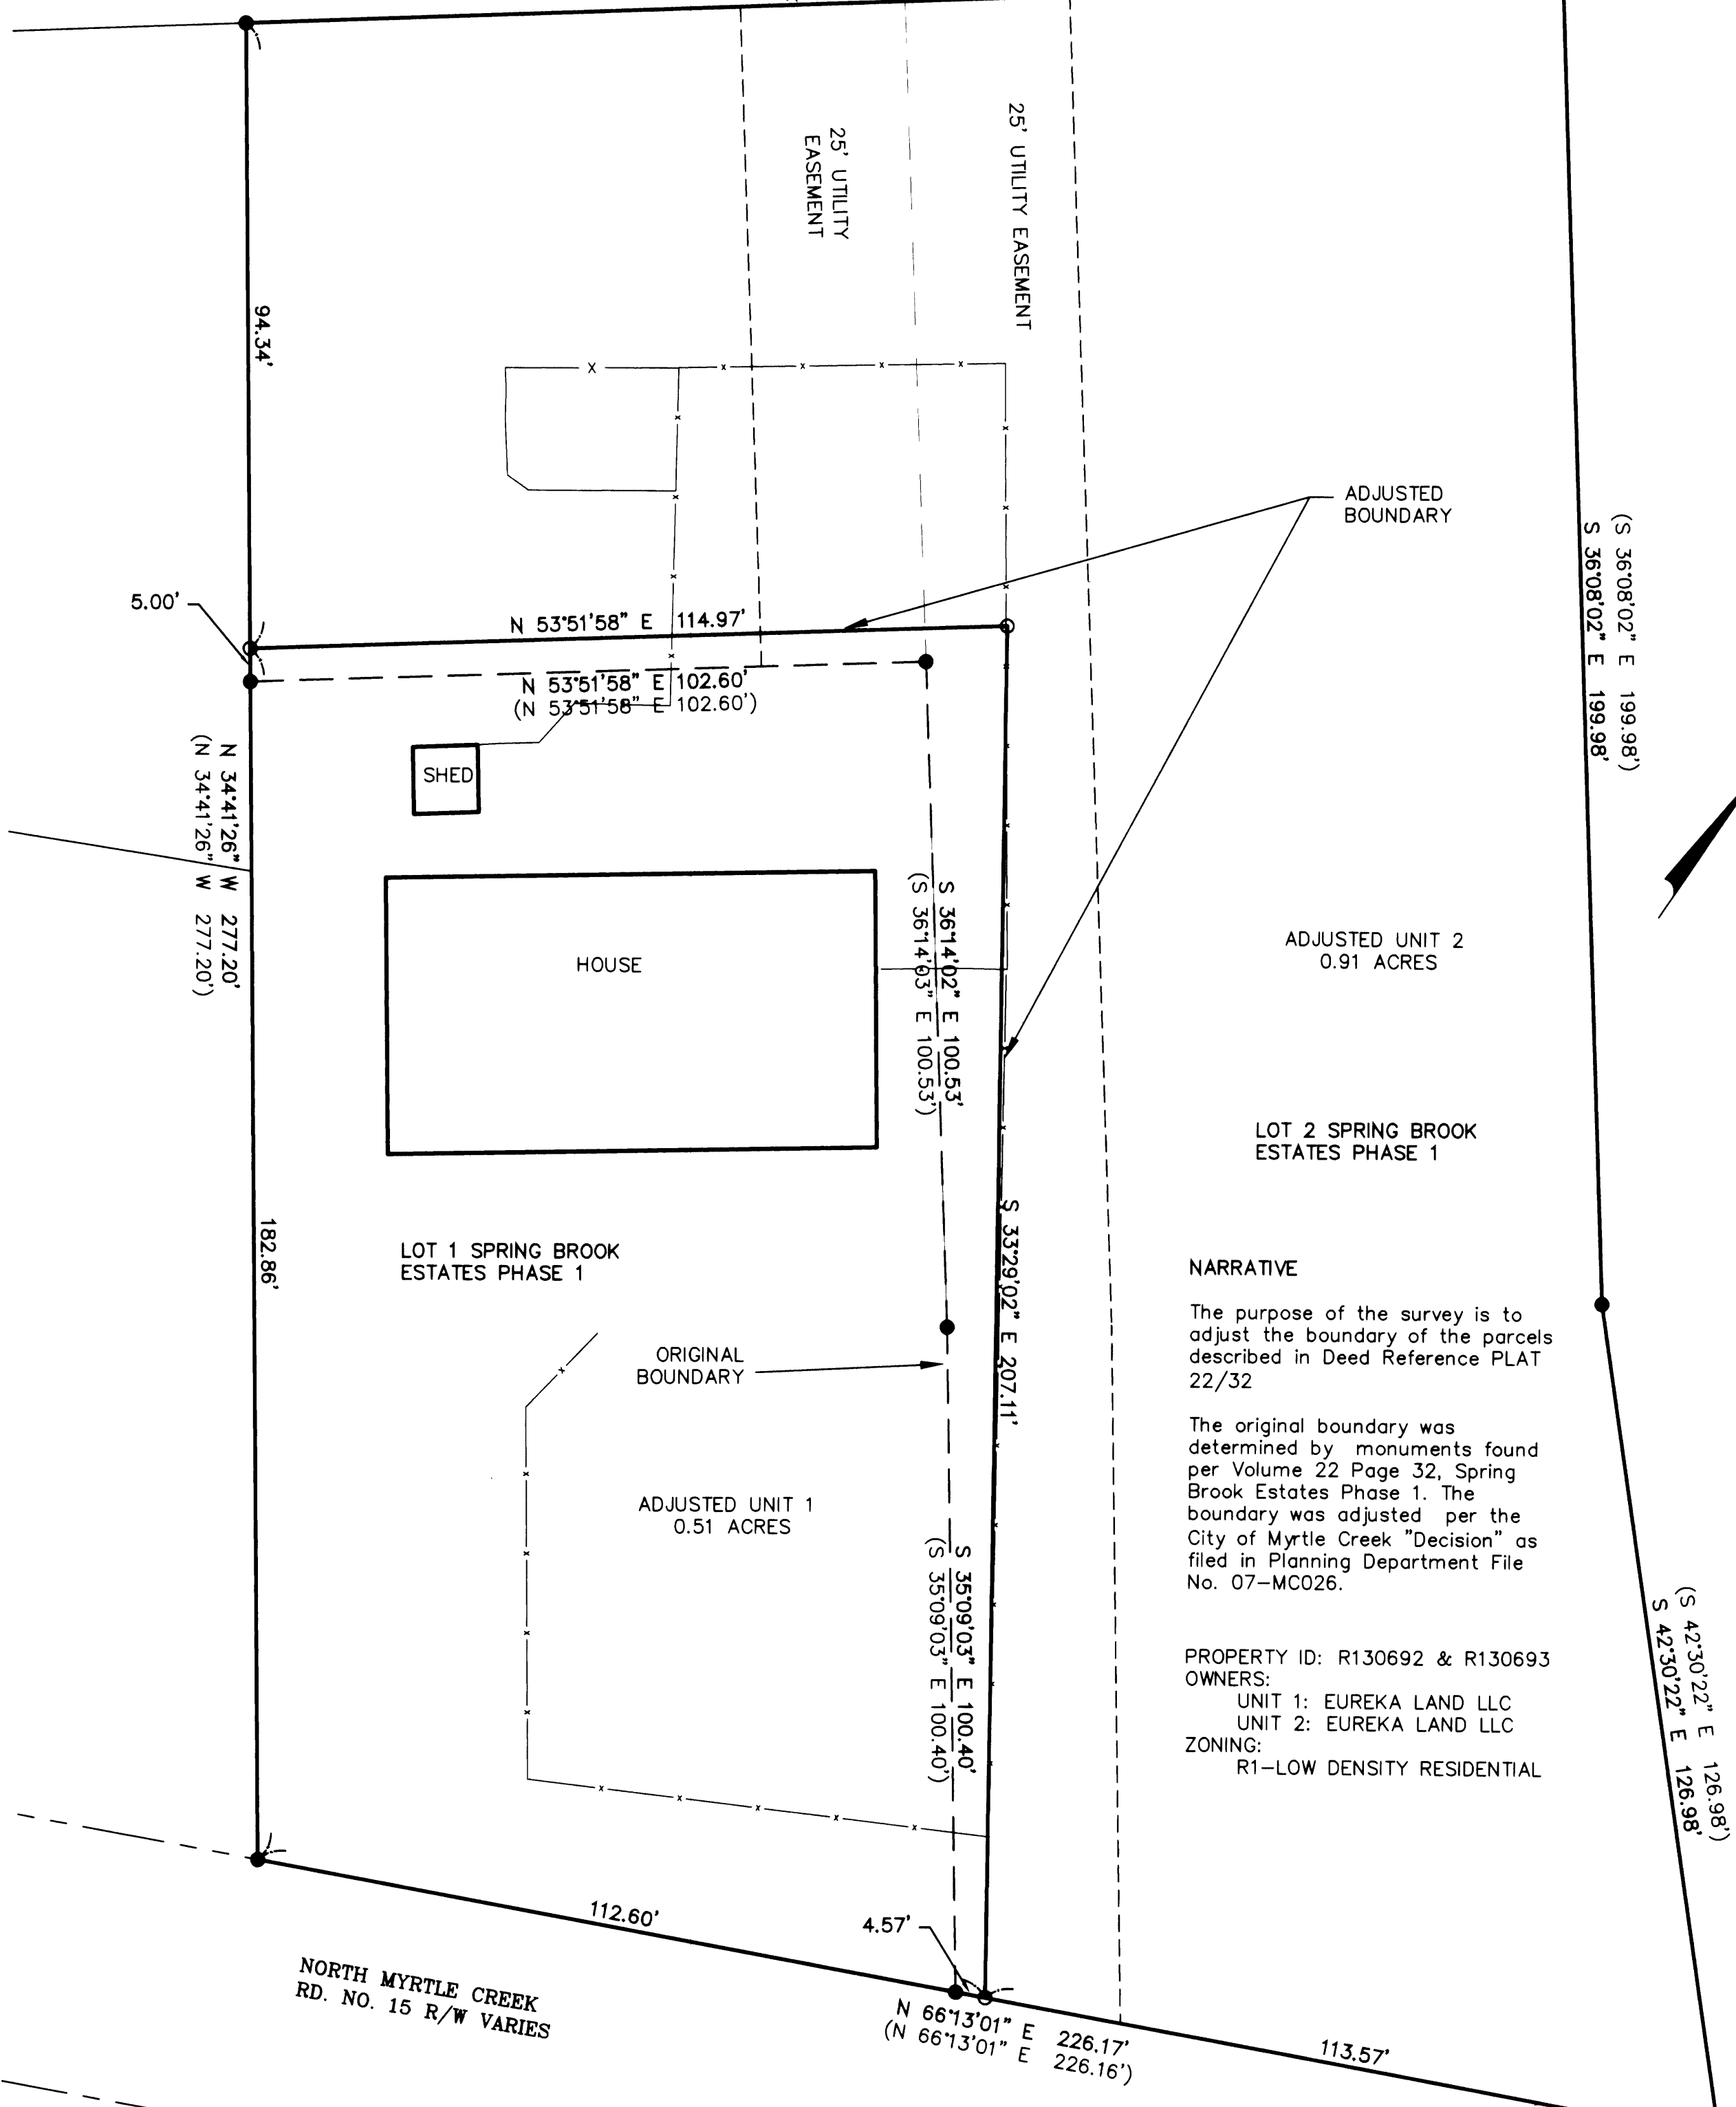 25' UTILITY
EASEMENT
25' UTILITY EASEMENT
94.34'
ADJUSTED
BOUNDARY
(S 36°08'02" E 199.98')
S 36°08'02" E 199.98'
5.00'
N 53°51'58" E 114.97'
N 53°51'58" E 102.60'
(N 53°51'58" E 102.60')
N 34°41'26" W 277.20'
(N 34°41'26" W 277.20')
SHED
HOUSE
S 36°14'02" E 100.53'
(S 36°14'03" E 100.53')
ADJUSTED UNIT 2
0.91 ACRES
LOT 2 SPRING BROOK
ESTATES PHASE 1
182.86'
LOT 1 SPRING BROOK
ESTATES PHASE 1
S 33°29'02" E 207.11'
ORIGINAL
BOUNDARY
NARRATIVE
The purpose of the survey is to
adjust the boundary of the parcels
described in Deed Reference PLAT
22/32
The original boundary was
determined by monuments found
per Volume 22 Page 32, Spring
Brook Estates Phase 1. The
boundary was adjusted per the
City of Myrtle Creek "Decision" as
filed in Planning Department File
No. 07-MC026.
ADJUSTED UNIT 1
0.51 ACRES
S 35°09'03" E 100.40'
(S 35°09'03" E 100.40')
(S 42°30'22" E 126.98')
S 42°30'22" E 126.98'
PROPERTY ID: R130692 & R130693
OWNERS:
UNIT 1: EUREKA LAND LLC
UNIT 2: EUREKA LAND LLC
ZONING:
R1-LOW DENSITY RESIDENTIAL
112.60'
4.57'
NORTH MYRTLE CREEK
RD. NO. 15 R/W VARIES
N 66°13'01" E 226.17'
(N 66°13'01" E 226.16')
113.57'